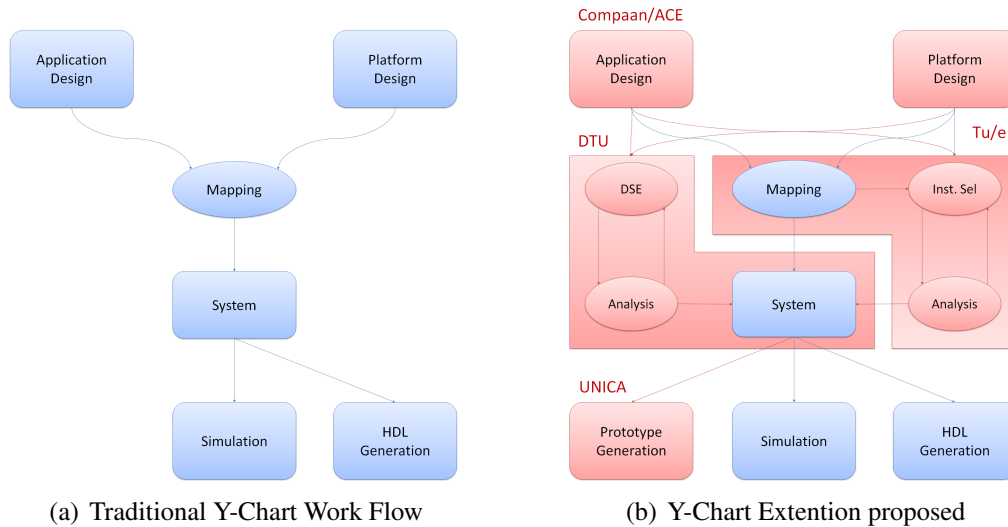 Application
Design
Platform
Design
Mapping
System
Simulation
HDL
Generation
(a) Traditional Y-Chart Work Flow
Compaan/ACE
Application
Design
Platform
Design
DTU
Tu/e
DSE
Mapping
Inst. Sel
Analysis
System
Analysis
UNICA
Prototype
Generation
Simulation
HDL
Generation
(b) Y-Chart Extention proposed